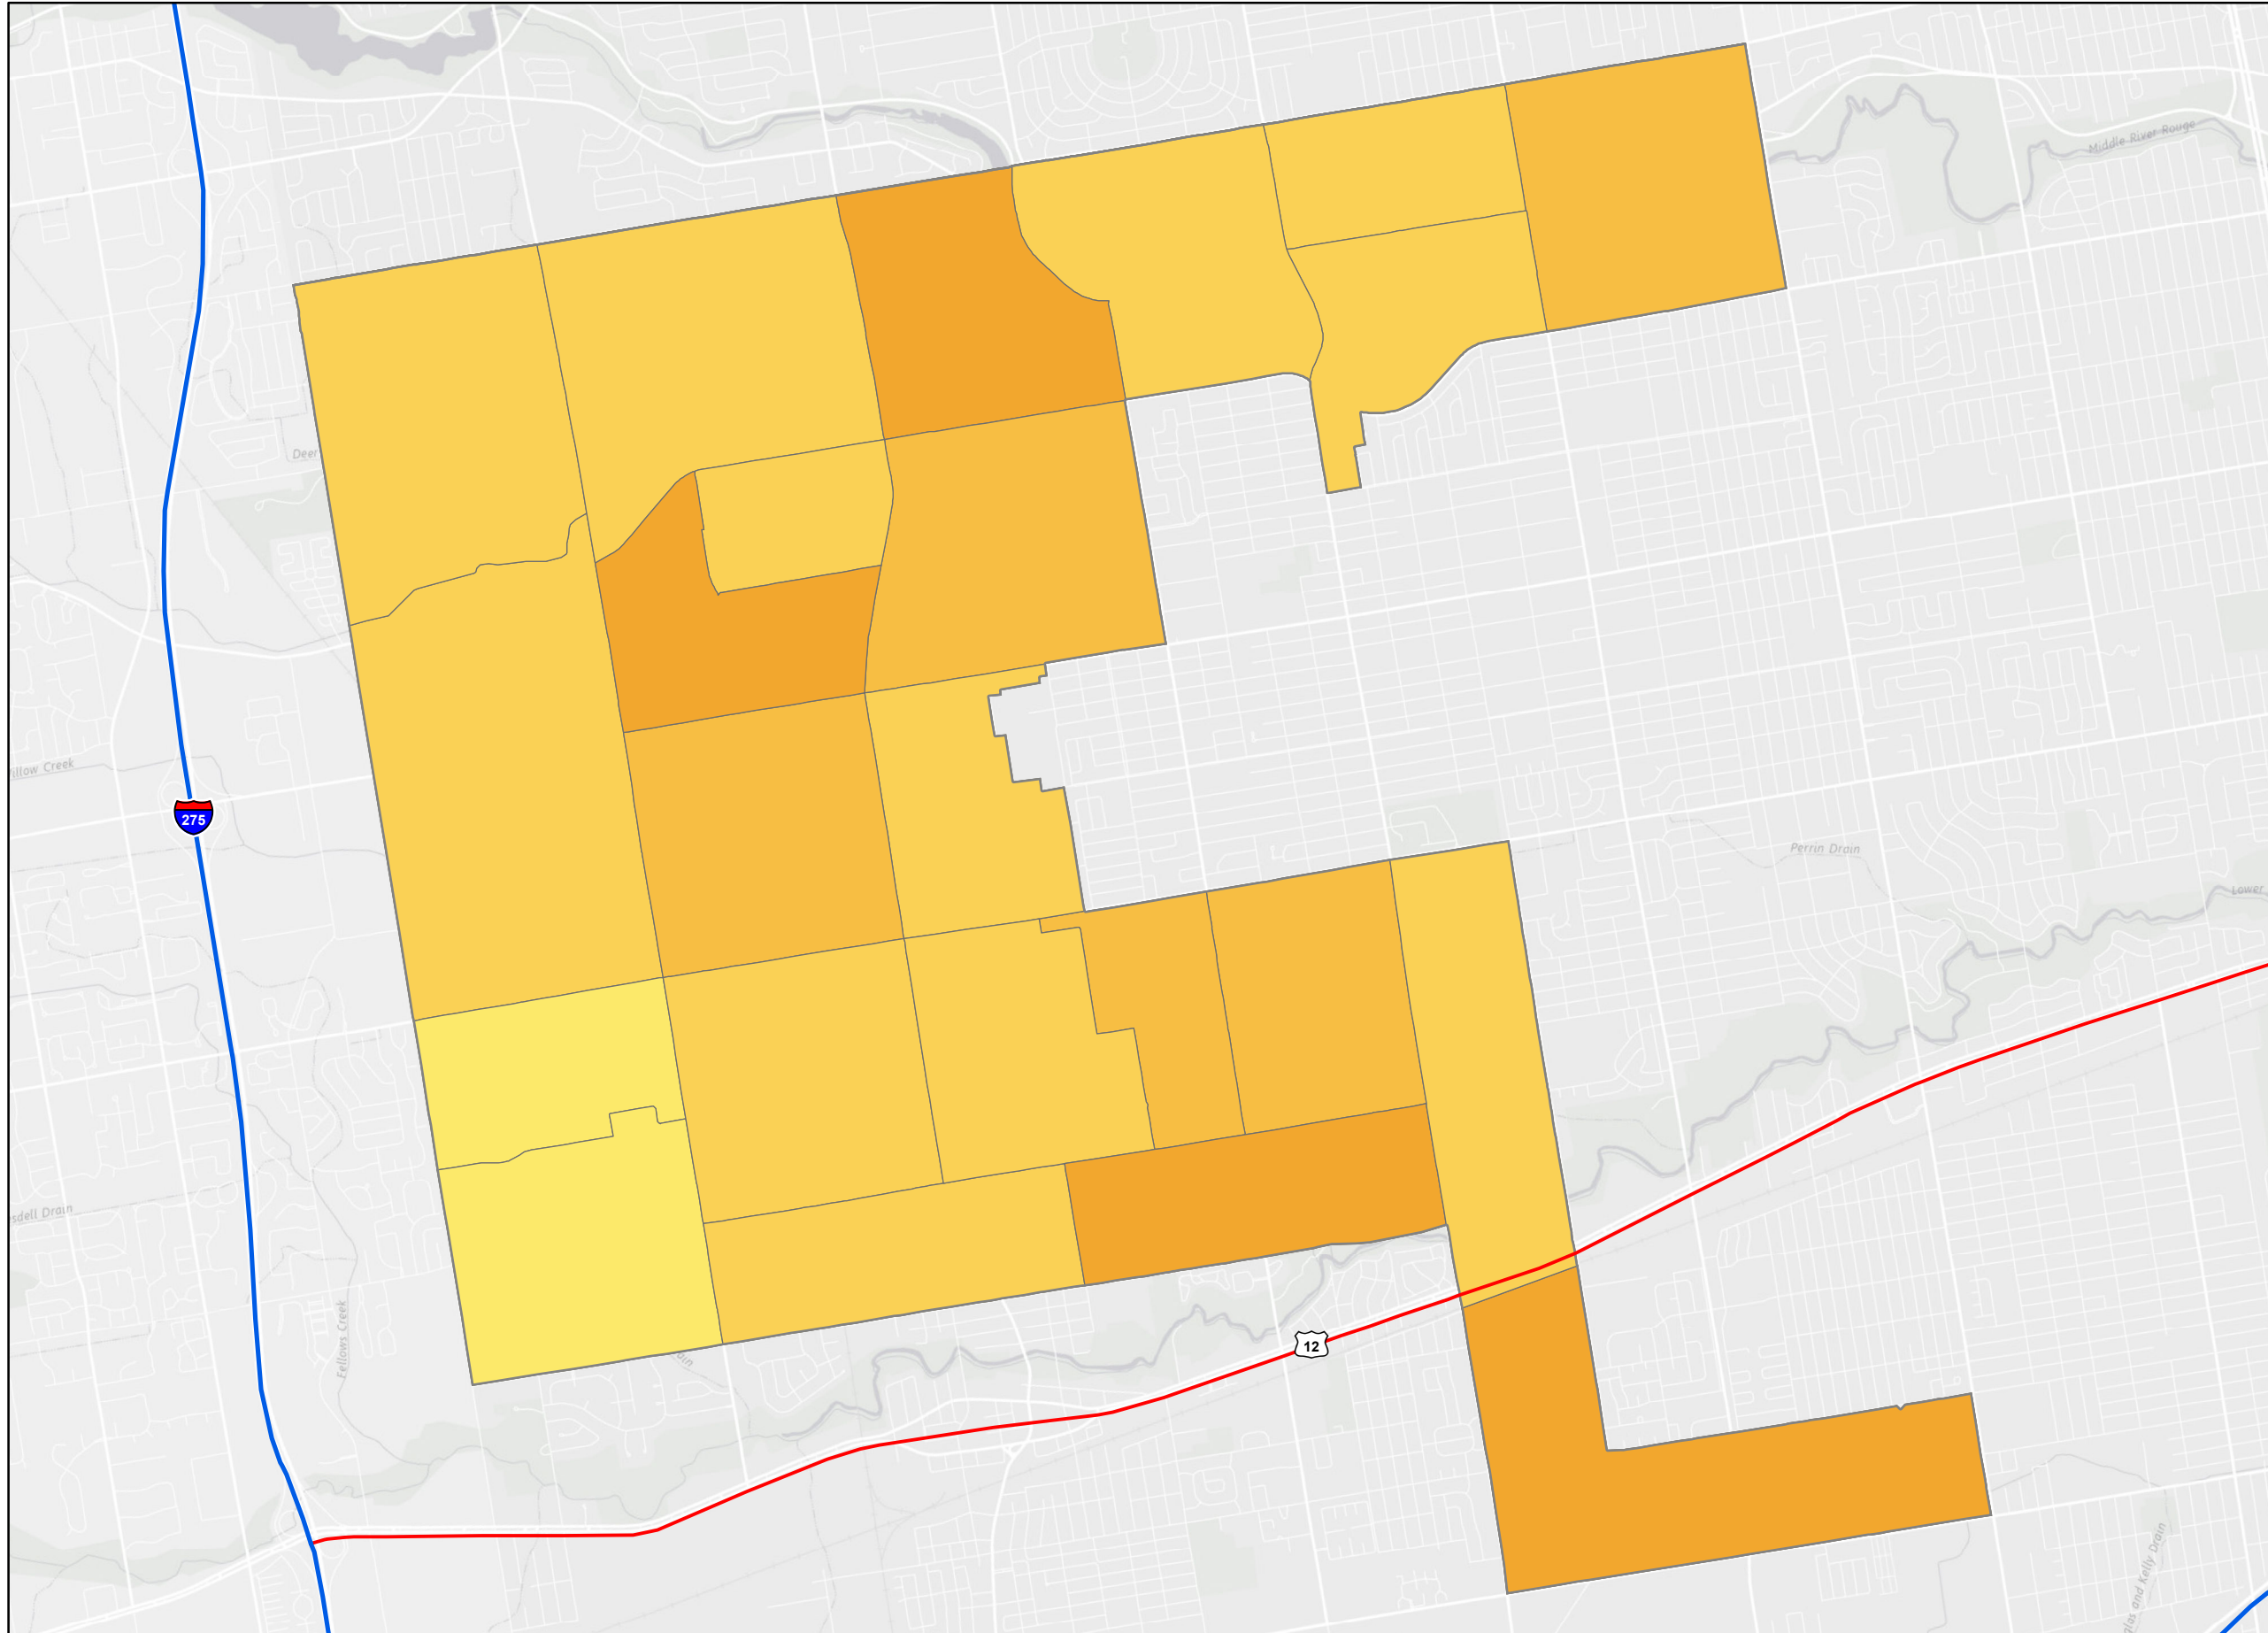 Middle River Rouge
Deer
illow Creek
275
Perrin Drain
Lower
sdell Drain
Fellows Creek
ain
12
glas and Kelly Drain